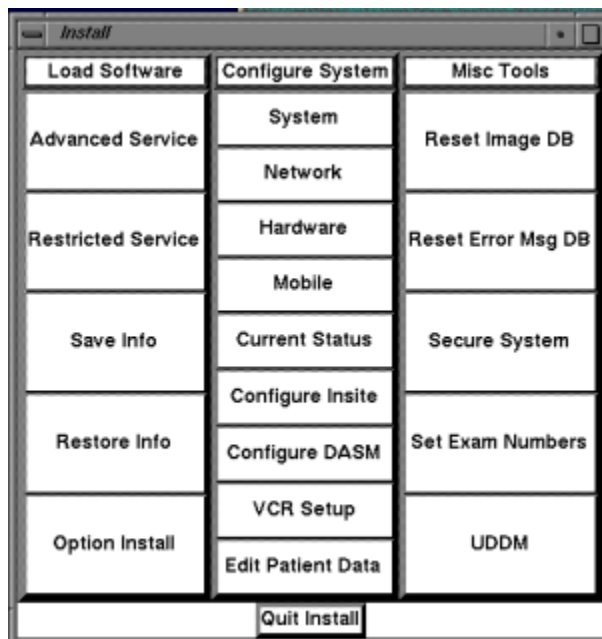 Install
Load Software
Advanced Service
Restricted Service
Save Info
Restore Info
Option Install
Configure System
System
Network
Hardware
Mobile
Current Status
Configure Insite
Configure DASM
VCR Setup
Edit Patient Data
Misc Tools
Reset Image DB
Reset Error Msg DB
Secure System
Set Exam Numbers
UDDM
Quit Install